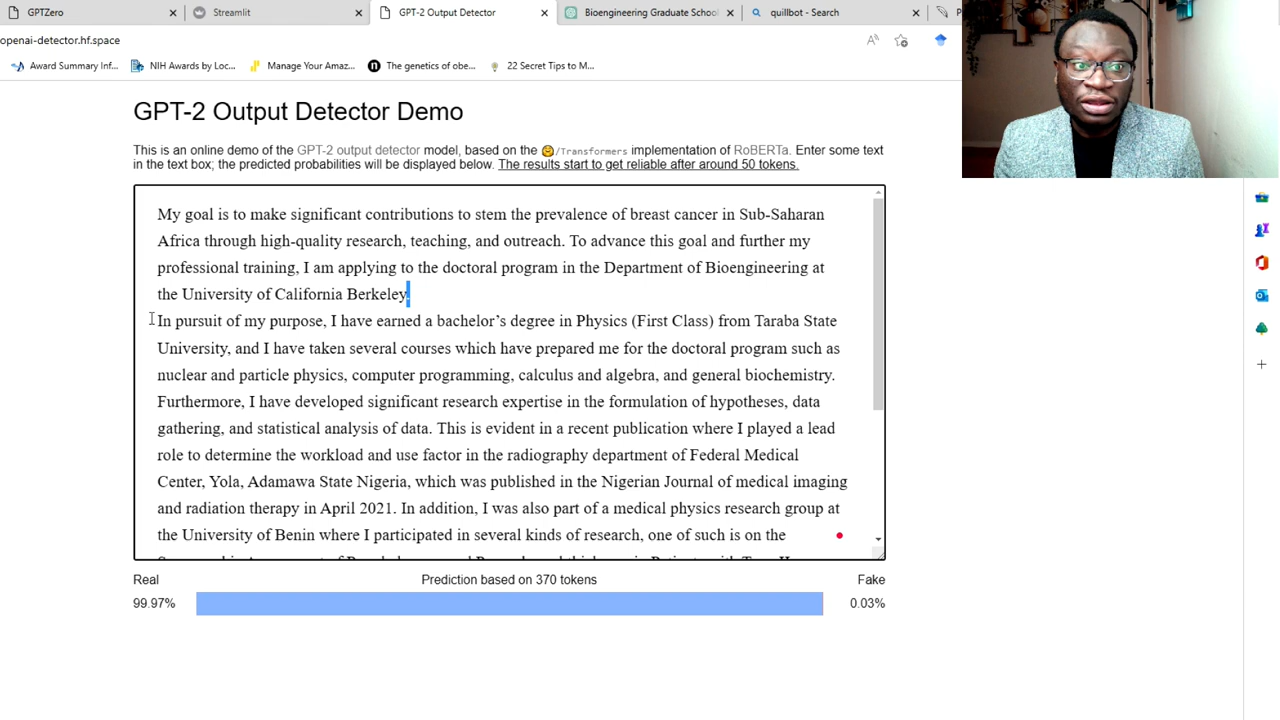 GPTZero
Streamlit
GPT-2 Output Detector
Bioengineering Graduate School
quillbot - Search
openai-detector.hf.space
Award Summary Inf...
NIH Awards by Loc...
Manage Your Amaz...
The genetics of obe...
22 Secret Tips to M...
GPT-2 Output Detector Demo
This is an online demo of the GPT-2 output detector model, based on the 🤗/Transformers implementation of RoBERTa. Enter some text
in the text box; the predicted probabilities will be displayed below. The results start to get reliable after around 50 tokens.
My goal is to make significant contributions to stem the prevalence of breast cancer in Sub-Saharan
Africa through high-quality research, teaching, and outreach. To advance this goal and further my
professional training, I am applying to the doctoral program in the Department of Bioengineering at
the University of California Berkeley.
In pursuit of my purpose, I have earned a bachelor’s degree in Physics (First Class) from Taraba State
University, and I have taken several courses which have prepared me for the doctoral program such as
nuclear and particle physics, computer programming, calculus and algebra, and general biochemistry.
Furthermore, I have developed significant research expertise in the formulation of hypotheses, data
gathering, and statistical analysis of data. This is evident in a recent publication where I played a lead
role to determine the workload and use factor in the radiography department of Federal Medical
Center, Yola, Adamawa State Nigeria, which was published in the Nigerian Journal of medical imaging
and radiation therapy in April 2021. In addition, I was also part of a medical physics research group at
the University of Benin where I participated in several kinds of research, one of such is on the
Real
Prediction based on 370 tokens
Fake
99.97%
0.03%